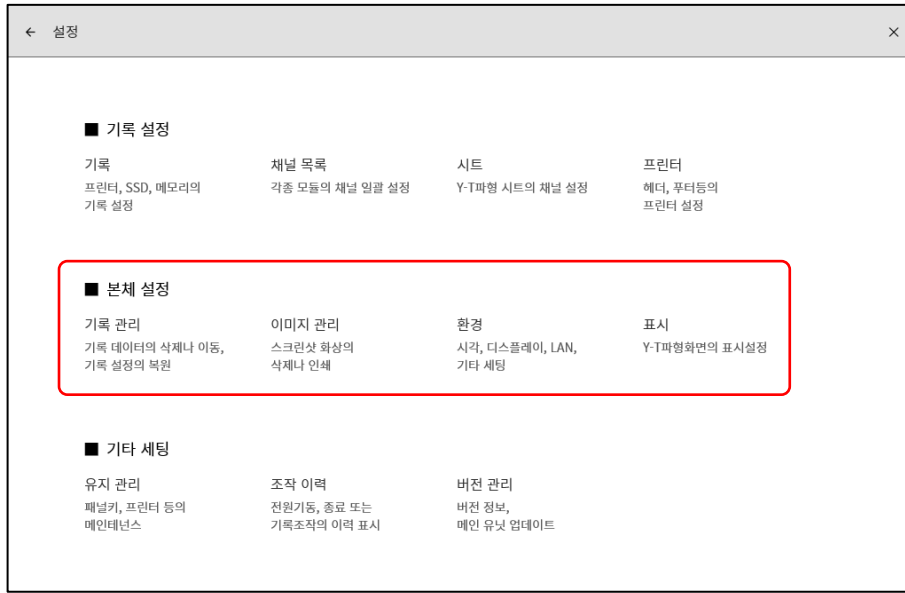 ← 설정 ×
■ 기록 설정
기록
프린터, SSD, 메모리의
기록 설정
채널 목록
각종 모듈의 채널 일괄 설정
시트
Y-T파형 시트의 채널 설정
프린터
헤더, 푸터등의
프린터 설정
■ 본체 설정
기록 관리
기록 데이터의 삭제나 이동,
기록 설정의 복원
이미지 관리
스크린샷 화상의
삭제나 인쇄
환경
시각, 디스플레이, LAN,
기타 세팅
표시
Y-T파형화면의 표시설정
■ 기타 세팅
유지 관리
패널키, 프린터 등의
메인테넌스
조작 이력
전원기동, 종료 또는
기록조작의 이력 표시
버전 관리
버전 정보,
메인 유닛 업데이트